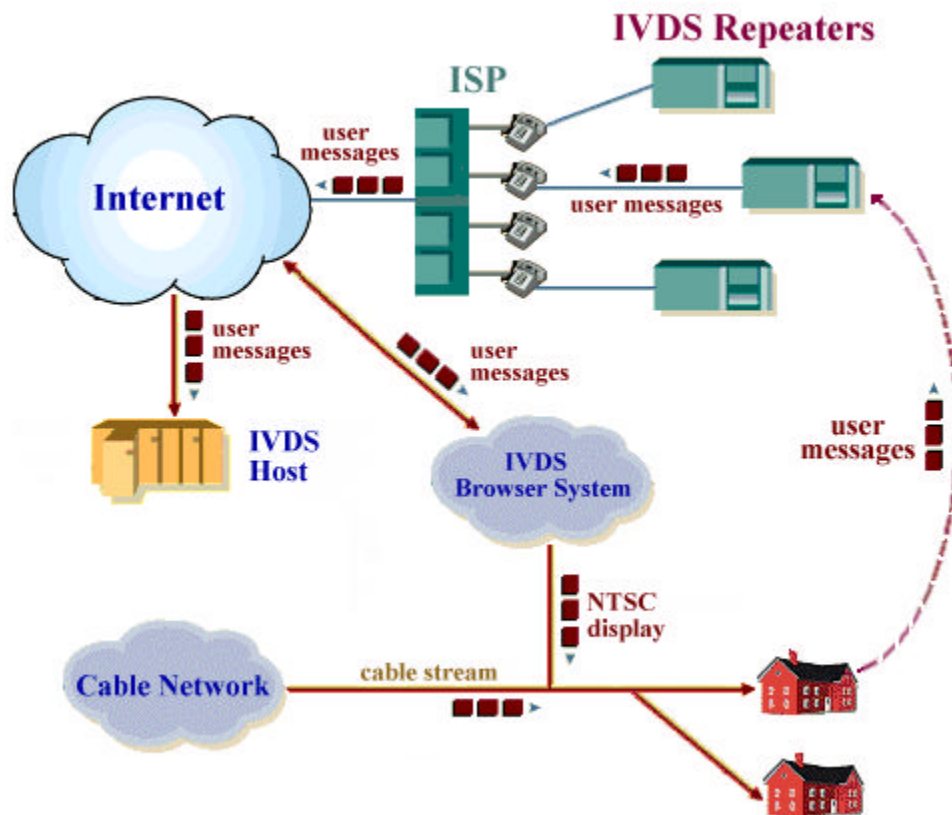 IVDS Repeaters
ISP
user
messages
Internet
user messages
user
messages
user
messages
IVDS
Host
IVDS
Browser System
user
messages
NTSC
display
cable stream
Cable Network